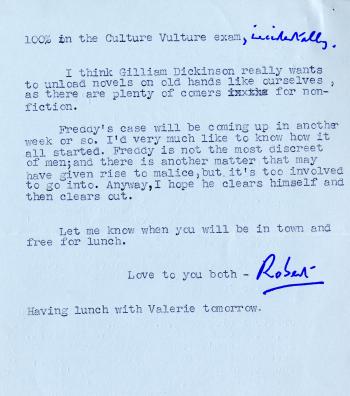 100% in the Culture Vulture exam, incidentally.
I think Gilliam Dickinson really wants
to unload novels on old hands like ourselves ,
as there are plenty of comers in the for non-
fiction.
Freddy's case will be coming up in anothe
week or so. I'd very much like to know how it
all started. Freddy is not the most discreet
of men;and there is another matter that may
have given rise to malice,but it's too involved
to go into. Anyway,I hope he clears himself and
then clears out.
Let me know when you will be in town and
free for lunch.
Love to you both - Robert
Having lunch with Valerie tomorrow.